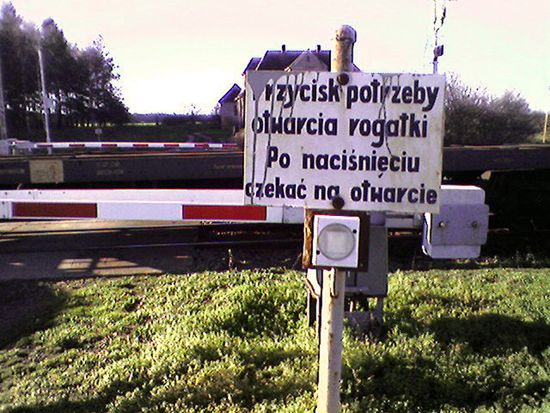 rzycisk potrzeby
otwarcia rogatki
Po naciśnięciu
czekać na otwarcie